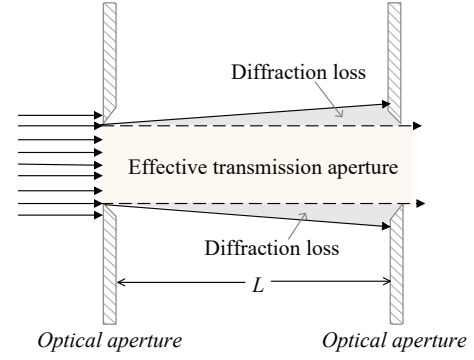 Diffraction loss
Effective transmission aperture
Diffraction loss
L
Optical aperture
Optical aperture